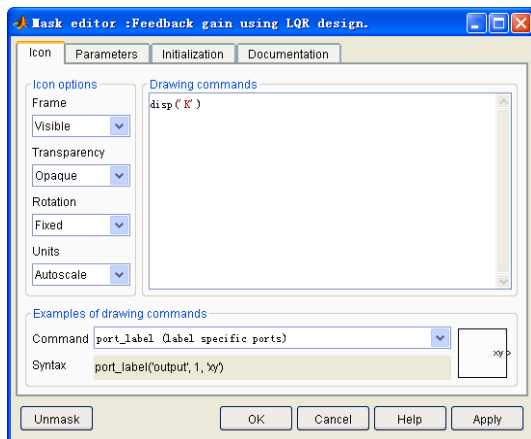 Mask editor :Feedback gain using LQR design.
Icon Parameters Initialization Documentation
Icon options
Frame
Visible
Transparency
Opaque
Rotation
Fixed
Units
Autoscale
Drawing commands
disp('K')
Examples of drawing commands
Command port_label (label specific ports)
Syntax port_label('output', 1, 'xy')
xy
Unmask OK Cancel Help Apply